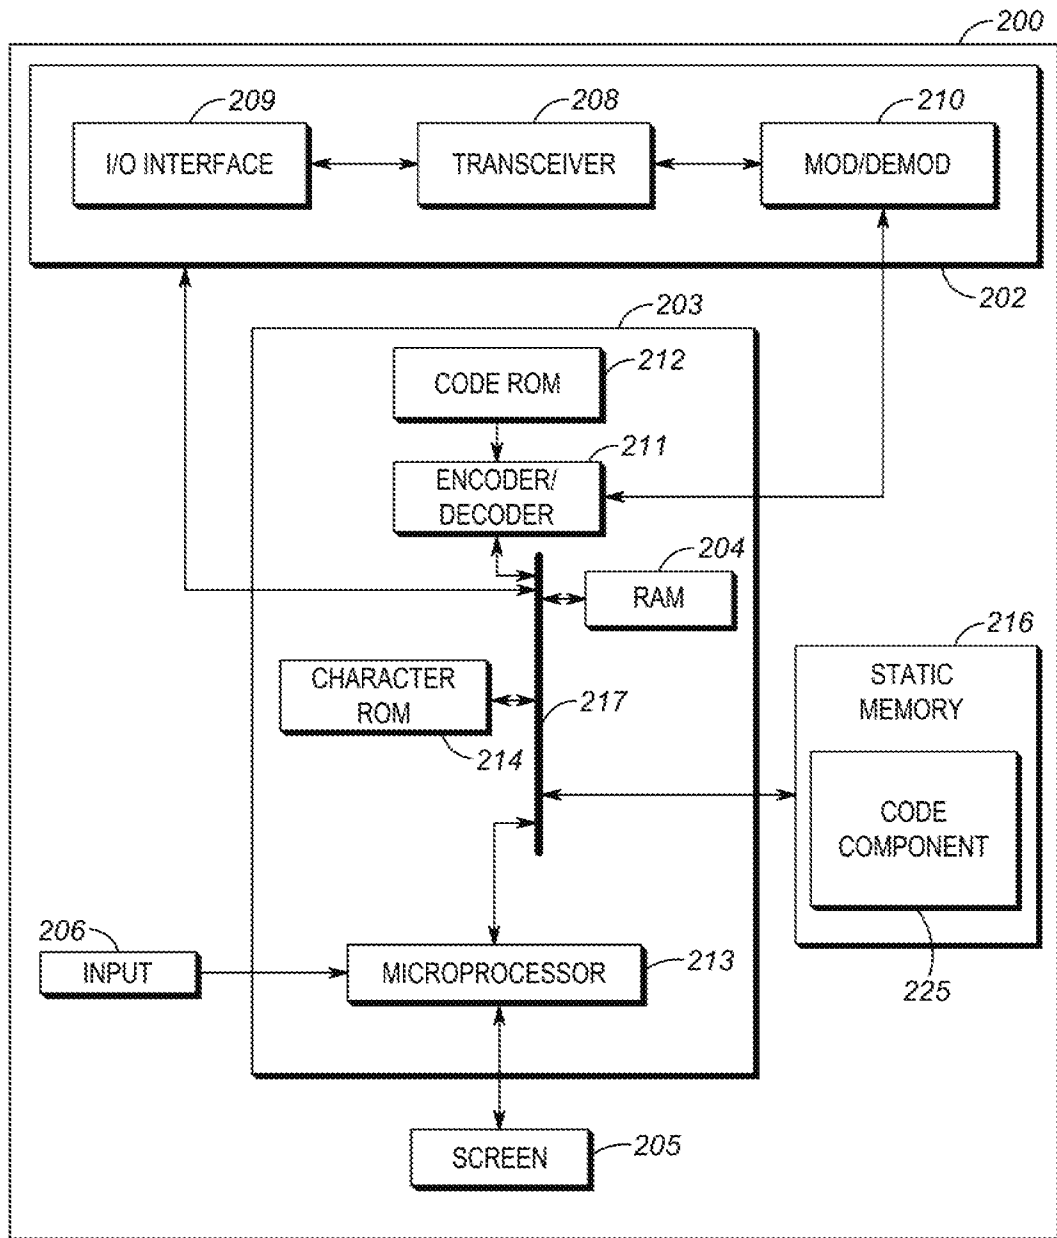 200
209
208
210
I/O INTERFACE
TRANSCEIVER
MOD/DEMOD
202
203
CODE ROM
212
211
ENCODER/
DECODER
204
RAM
216
STATIC
MEMORY
CHARACTER
ROM
217
214
CODE
COMPONENT
206
INPUT
MICROPROCESSOR
213
225
SCREEN
205